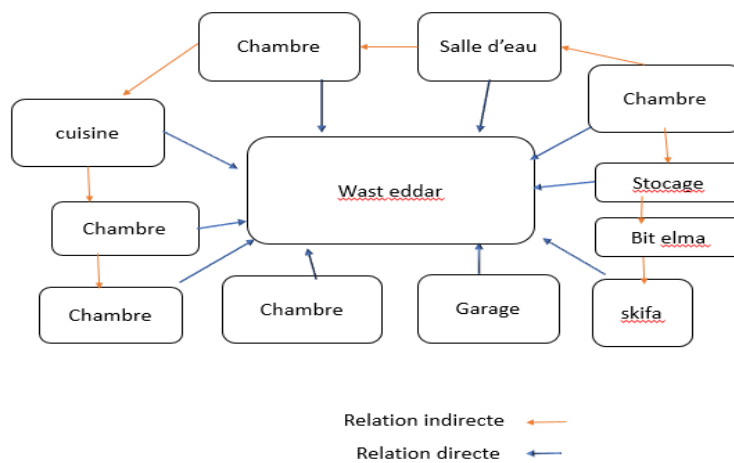 Chambre
Salle d'eau
Chambre
cuisine
Wast eddar
Stocage
Chambre
Bit elma
Chambre
Chambre
Garage
skifa
Relation indirecte
Relation directe